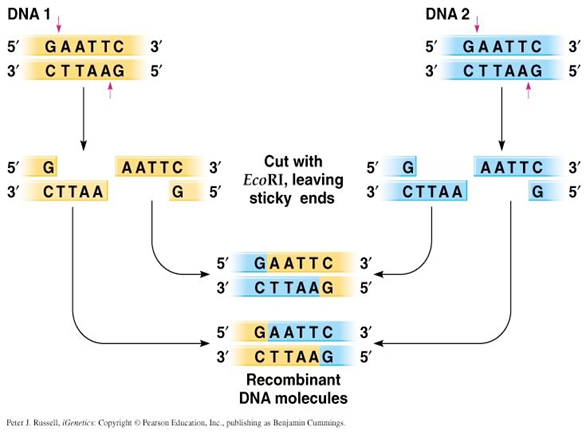 DNA 1
DNA 2
5′ GAATTC 3′
3′ CTTAAG 5′
5′ GAATTC 3′
3′ CTTAAG 5′
5′ G AATTC 3′
3′ CTTAA G 5′
Cut with
EcoRI, leaving
sticky ends
5′ G AATTC 3′
3′ CTTAA G 5′
5′ GAATTC 3′
3′ CTTAAG 5′
5′ GAATTC 3′
3′ CTTAAG 5′
Recombinant
DNA molecules
Peter J. Russell, iGenetics: Copyright © Pearson Education, Inc., publishing as Benjamin Cummings.